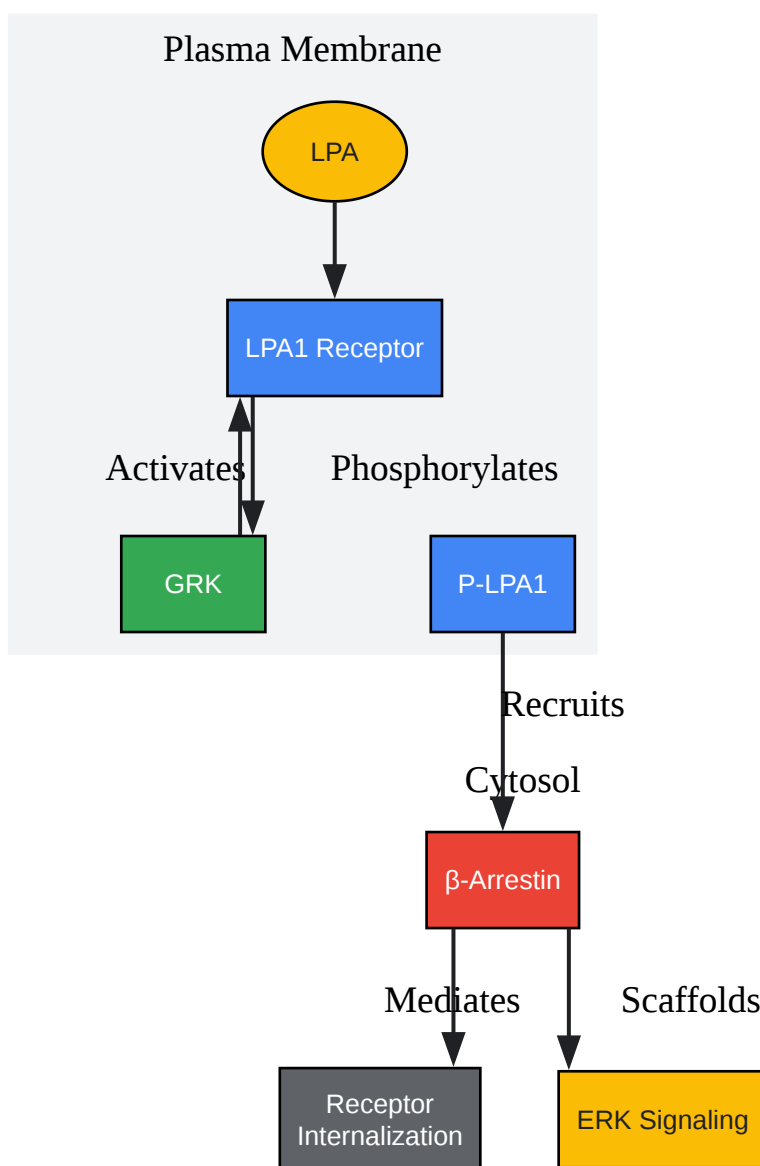 Plasma Membrane
LPA
LPA1 Receptor
Activates
Phosphorylates
GRK
P-LPA1
Recruits
Cytosol
β-Arrestin
Mediates
Scaffolds
Receptor
Internalization
ERK Signaling